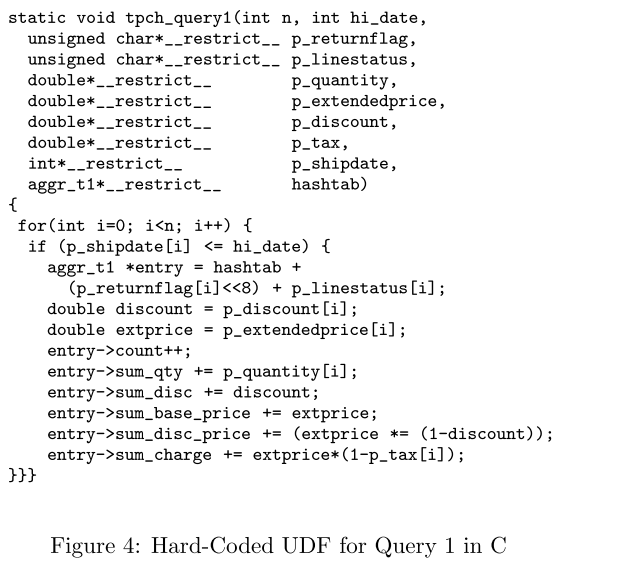 static void tpch_query1(int n, int hi_date,
  unsigned char*__restrict__ p_returnflag,
  unsigned char*__restrict__ p_linestatus,
  double*__restrict__        p_quantity,
  double*__restrict__        p_extendedprice,
  double*__restrict__        p_discount,
  double*__restrict__        p_tax,
  int*__restrict__           p_shipdate,
  aggr_t1*__restrict__       hashtab)
{
 for(int i=0; i<n; i++) {
  if (p_shipdate[i] <= hi_date) {
    aggr_t1 *entry = hashtab +
      (p_returnflag[i]<<8) + p_linestatus[i];
    double discount = p_discount[i];
    double extprice = p_extendedprice[i];
    entry->count++;
    entry->sum_qty += p_quantity[i];
    entry->sum_disc += discount;
    entry->sum_base_price += extprice;
    entry->sum_disc_price += (extprice *= (1-discount));
    entry->sum_charge += extprice*(1-p_tax[i]);
}}}
Figure 4: Hard-Coded UDF for Query 1 in C